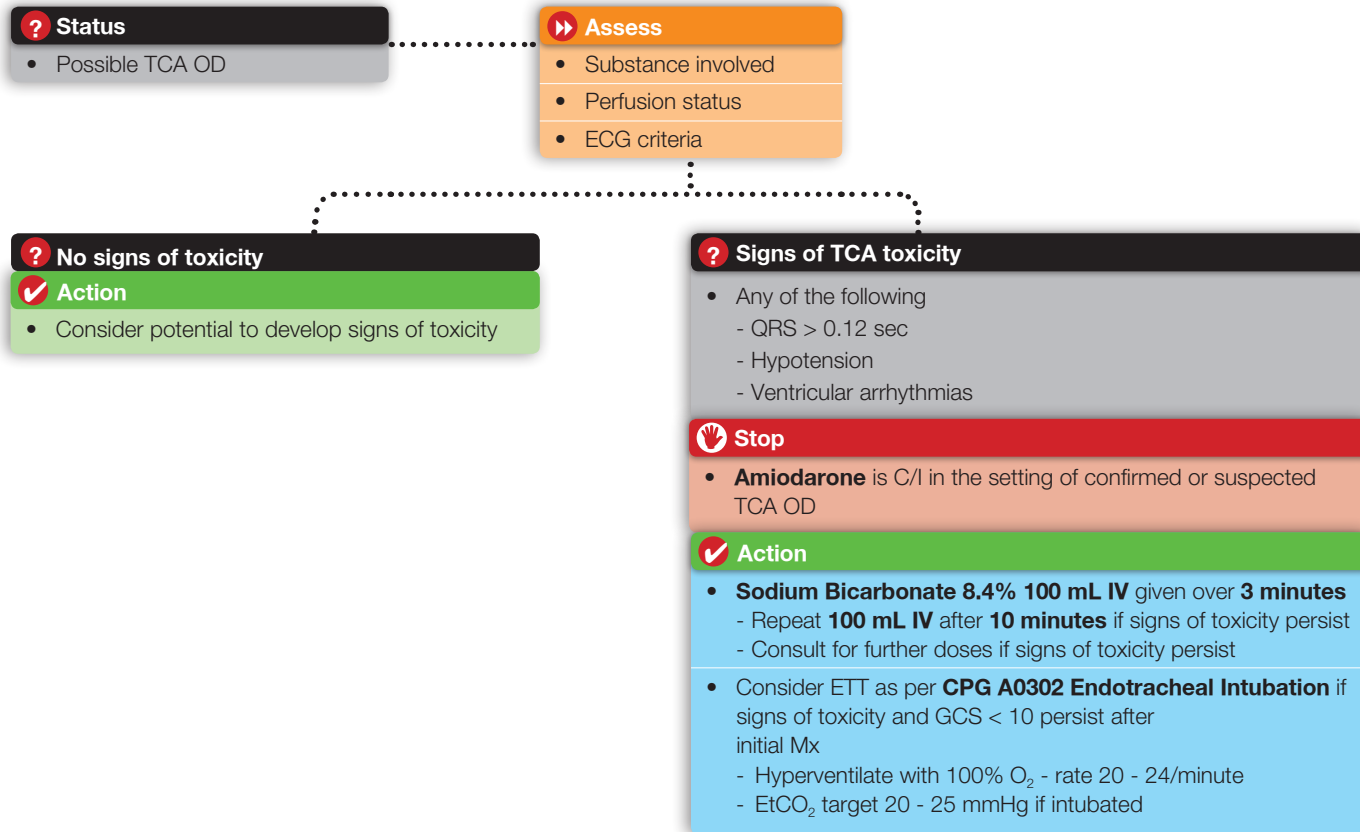 ? Status
• Possible TCA OD
Assess
• Substance involved
• Perfusion status
• ECG criteria
? No signs of toxicity
Action
• Consider potential to develop signs of toxicity
? Signs of TCA toxicity
• Any of the following
- QRS > 0.12 sec
- Hypotension
- Ventricular arrhythmias
Stop
• Amiodarone is C/I in the setting of confirmed or suspected
TCA OD
Action
• Sodium Bicarbonate 8.4% 100 mL IV given over 3 minutes
- Repeat 100 mL IV after 10 minutes if signs of toxicity persist
- Consult for further doses if signs of toxicity persist
• Consider ETT as per CPG A0302 Endotracheal Intubation if
signs of toxicity and GCS < 10 persist after
initial Mx
- Hyperventilate with 100% O₂ - rate 20 - 24/minute
- EtCO₂ target 20 - 25 mmHg if intubated